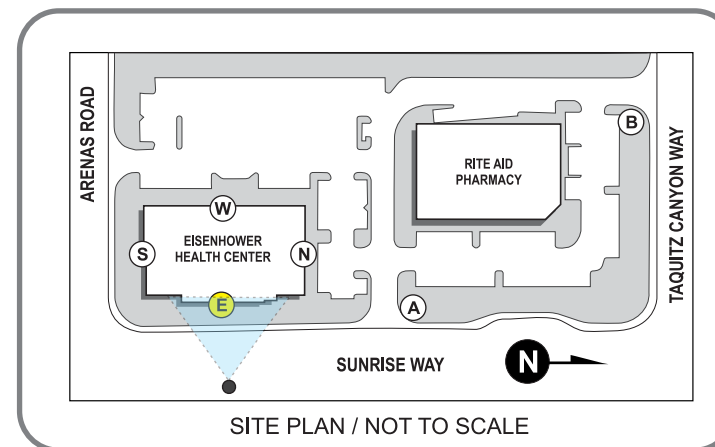 ARENAS ROAD
B
RITE AID
PHARMACY
W
S
EISENHOWER
HEALTH CENTER
N
E
A
TAQUITZ CANYON WAY
SUNRISE WAY
N
SITE PLAN / NOT TO SCALE